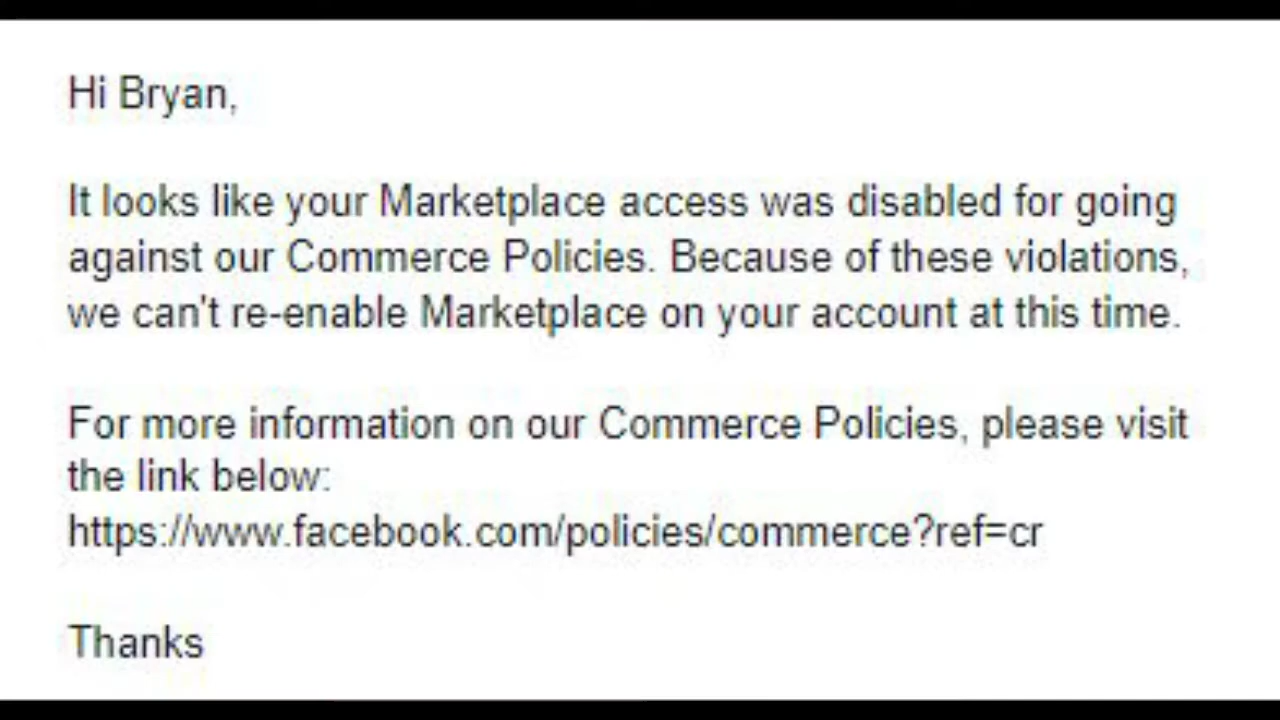 Hi Bryan,
It looks like your Marketplace access was disabled for going
against our Commerce Policies. Because of these violations,
we can't re-enable Marketplace on your account at this time.
For more information on our Commerce Policies, please visit
the link below:
https://www.facebook.com/policies/commerce?ref=cr
Thanks